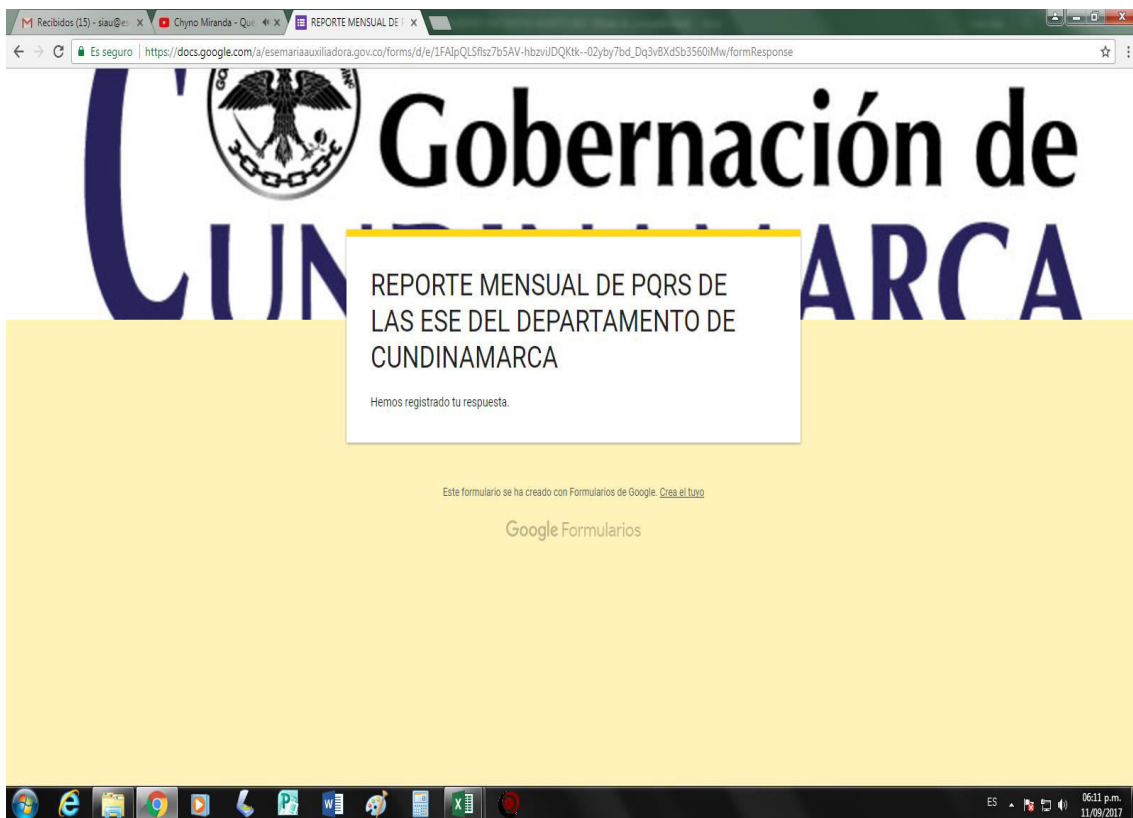 Recibidos (15) - siau@es
Chyno Miranda - Que
REPORTE MENSUAL DE P
Es seguro
https://docs.google.com/a/esemariaauxiliadora.gov.co/forms/d/e/1FAIpQLSflsz7b5AV-hbzviJDQKtk--02yby7bd_Dq3vBXdSb3560iMw/formResponse
Gobernación de
CUNDINAMARCA
REPORTE MENSUAL DE PQRS DE
LAS ESE DEL DEPARTAMENTO DE
CUNDINAMARCA
Hemos registrado tu respuesta.
Este formulario se ha creado con Formularios de Google. Crea el tuyo
Google Formularios
ES
06:11 p.m.
11/09/2017